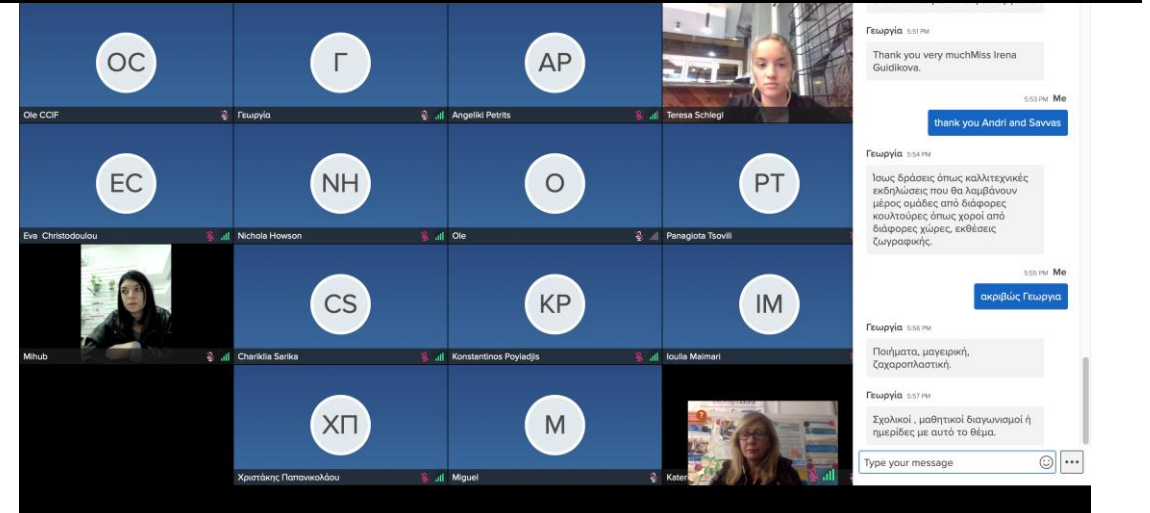 OC
Γ
AP
Ole CCIF
Γεωργία
Angeliki Petrits
Teresa Schlegl
EC
NH
O
PT
Eva Christodoulou
Nichola Howson
Ole
Panagiota Tsovili
CS
KP
IM
Mihub
Chariklia Sarika
Konstantinos Poyiadjis
Ioulia Maimari
ΧΠ
M
Χριστάκης Παπανικολάου
Miguel
Kater
Γεωργία 5:51 PM
Thank you very muchMiss Irena
Guidikova.
5:53 PM Me
thank you Andri and Savvas
Γεωργία 5:54 PM
Ίσως δράσεις όπως καλλιτεχνικές
εκδηλώσεις που θα λαμβάνουν
μέρος ομάδες από διάφορες
κουλτούρες όπως χοροί από
διάφορες χώρες, εκθέσεις
ζωγραφικής.
5:55 PM Me
ακριβώς Γεωργια
Γεωργία 5:56 PM
Ποιήματα, μαγειρική,
ζαχαροπλαστική.
Γεωργία 5:57 PM
Σχολικοί , μαθητικοί διαγωνισμοί ή
ημερίδες με αυτό το θέμα.
Type your message